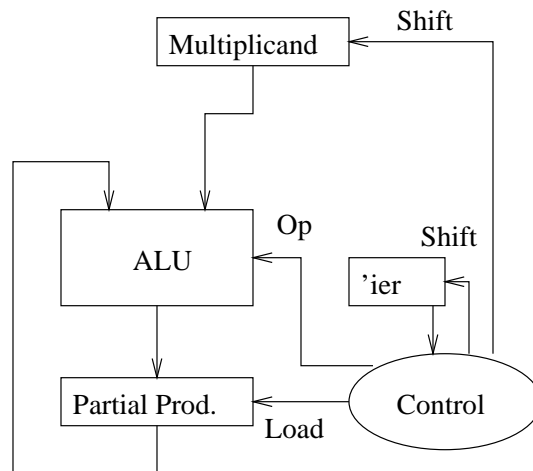 Shift
Multiplicand
Op
Shift
ALU
’ier
Partial Prod.
Control
Load